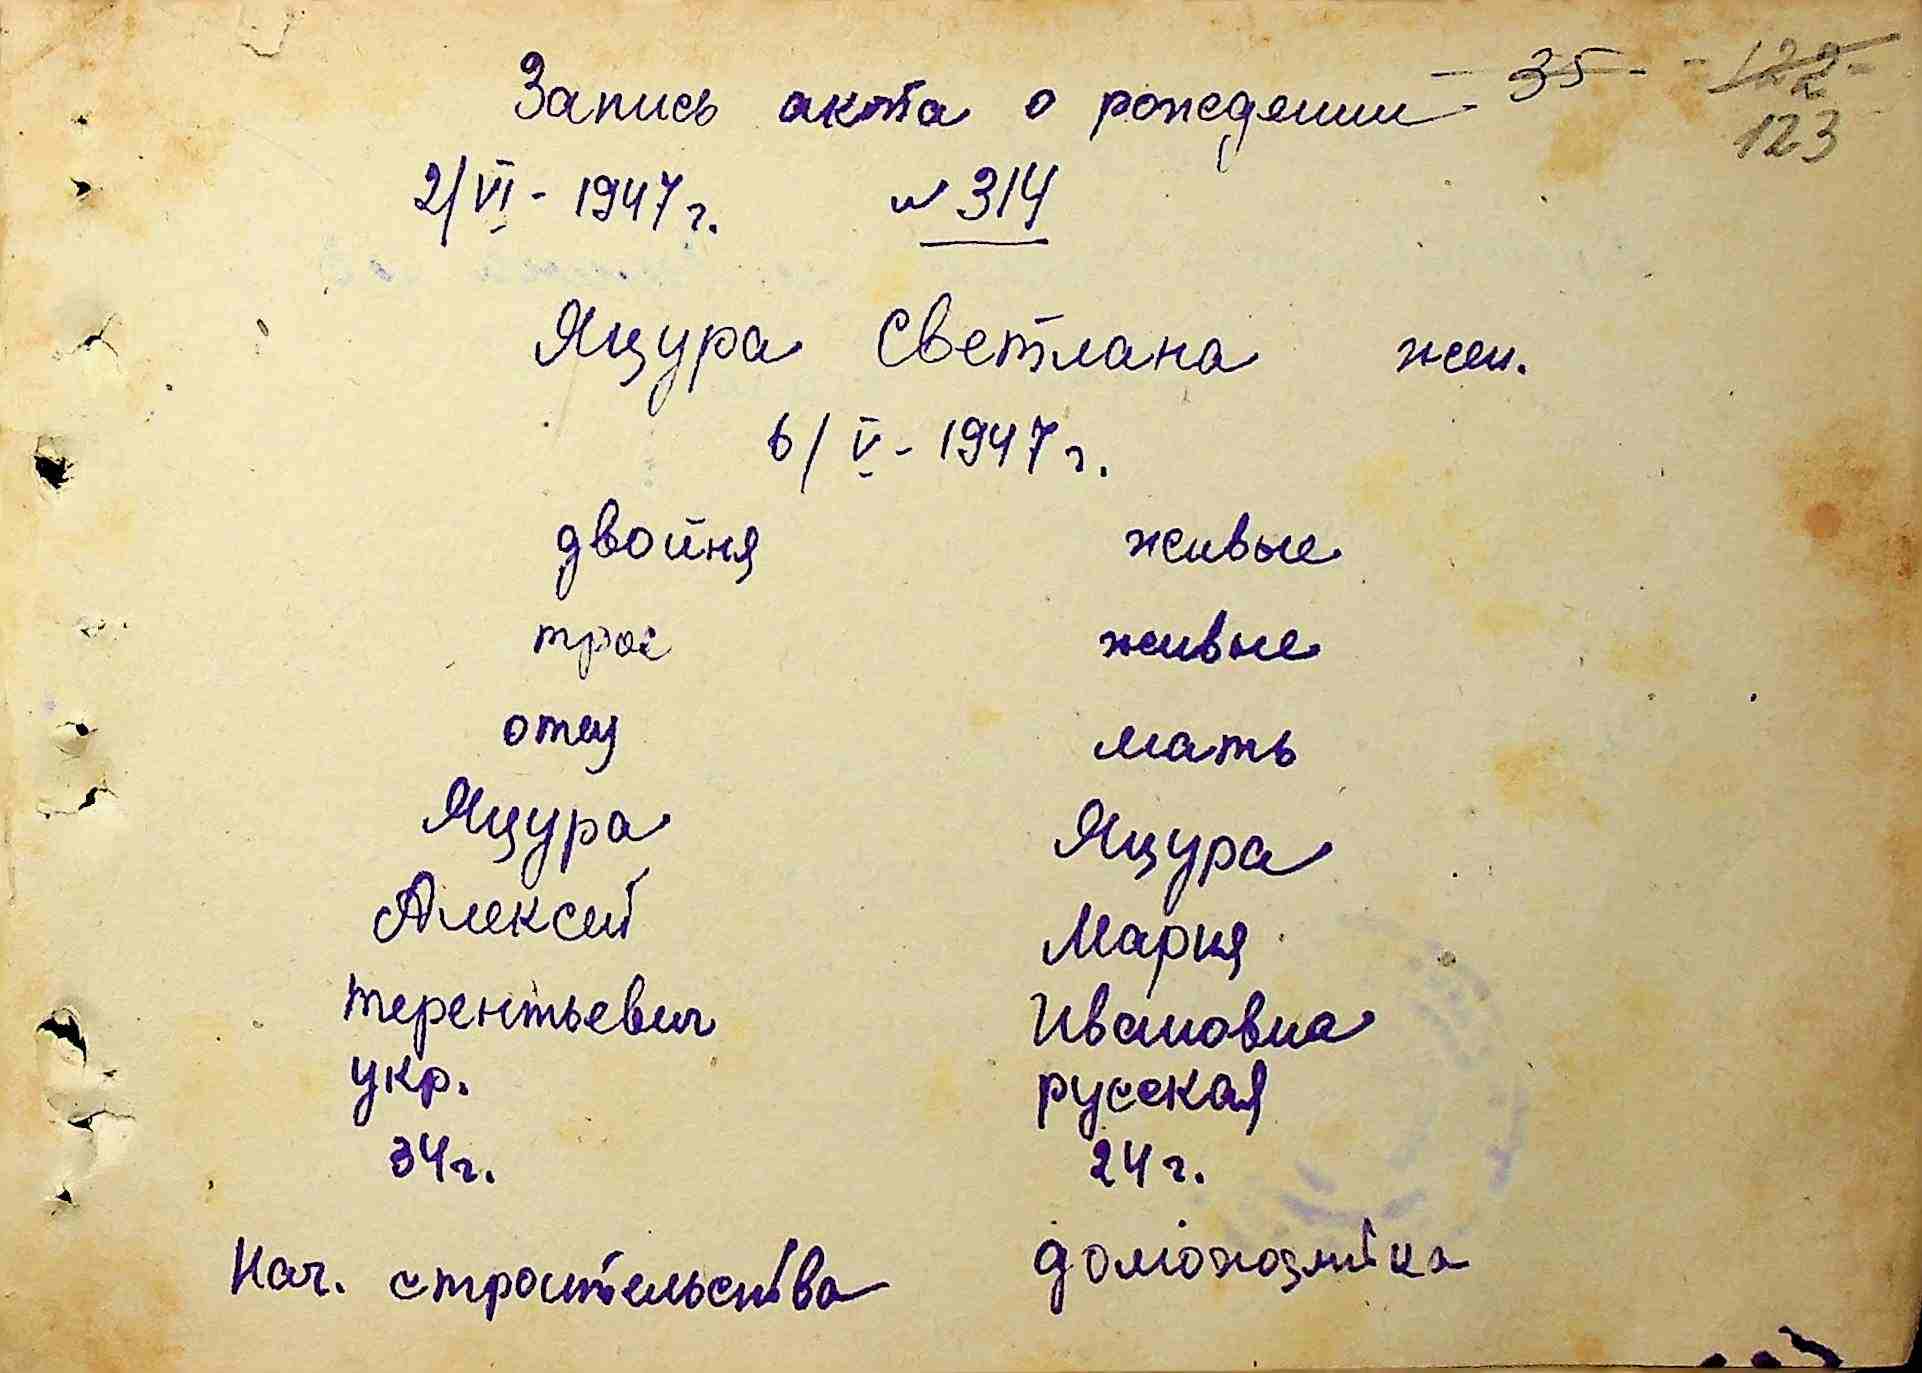 Запись акта о рождении - 35 - - 122 -
123
2/VI - 1947 г. № 314
Яцура Светлана жен.
6/V - 1947 г.
двойня живые
трое живые
отец мать
Яцура Яцура
Алексей Мария
Терентьевич Ивановна
укр. русская
34 г. 24 г.
Нач. строительства домохозяйка